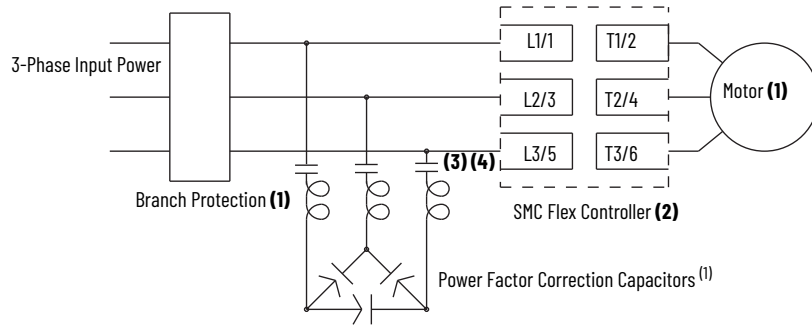 3-Phase Input Power
L1/1
T1/2
L2/3
T2/4
Motor (1)
L3/5
T3/6
(3) (4)
Branch Protection (1)
SMC Flex Controller (2)
Power Factor Correction Capacitors (1)